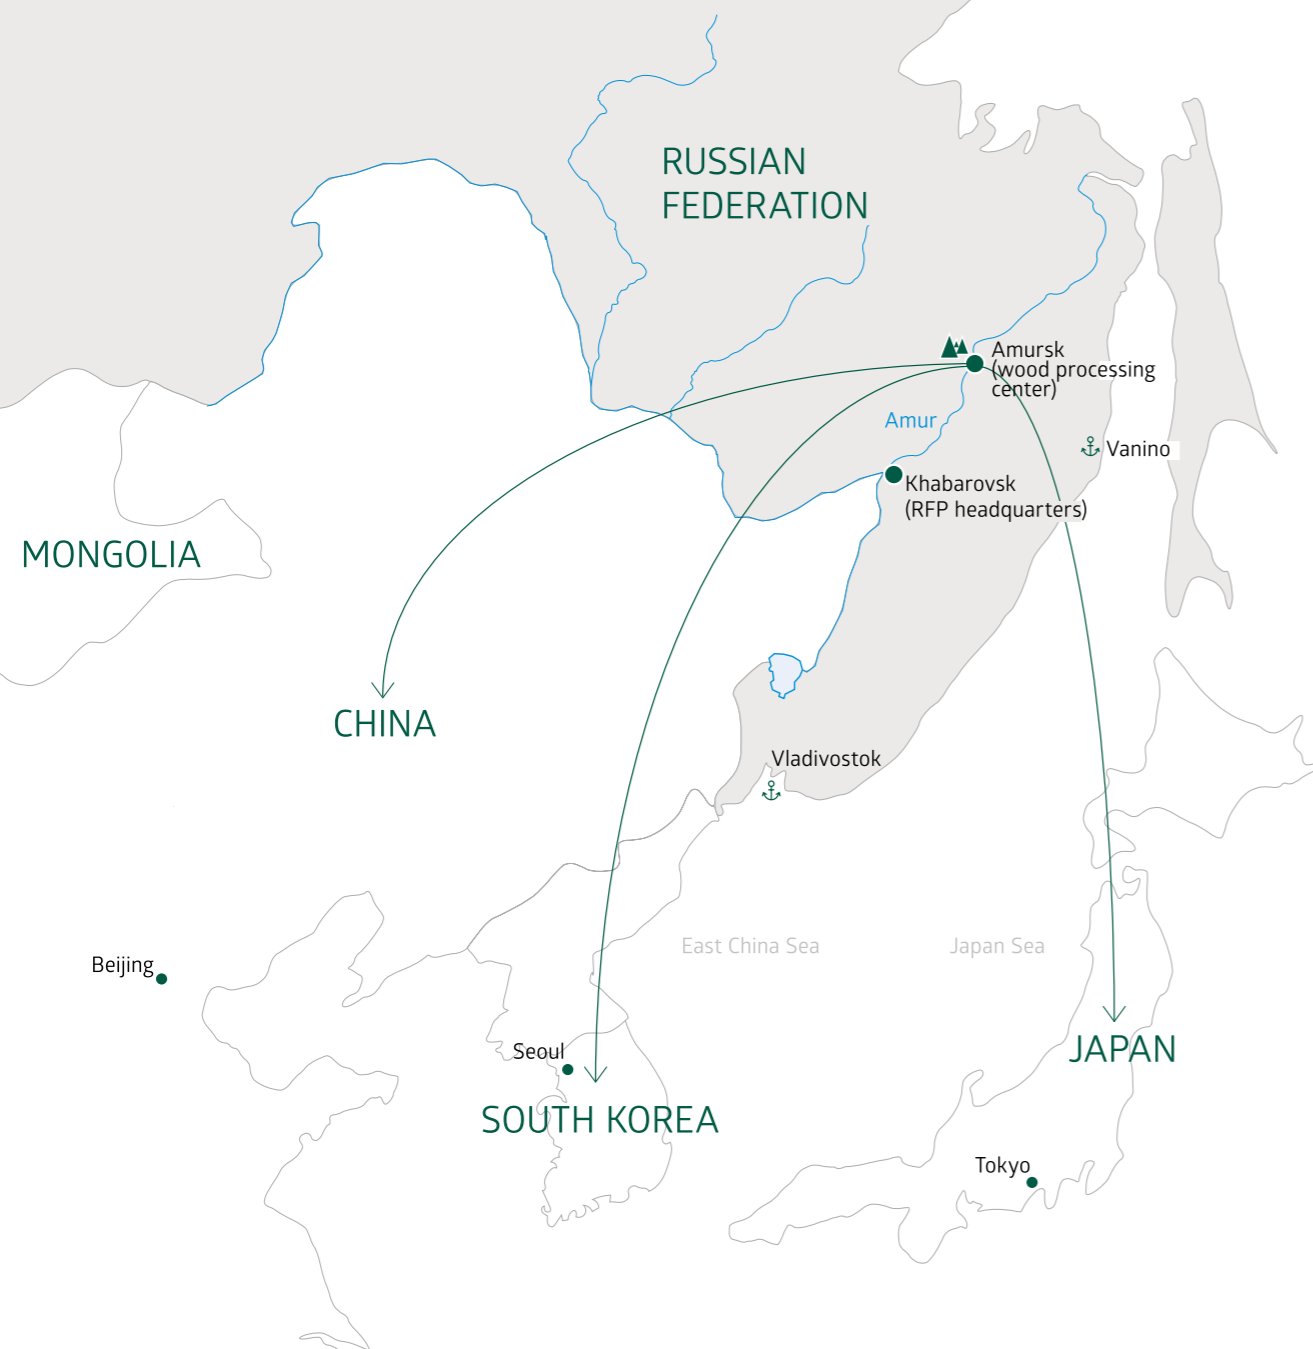 RUSSIAN
FEDERATION
Amursk
(wood processing
center)
Amur
Vanino
Khabarovsk
(RFP headquarters)
MONGOLIA
CHINA
Vladivostok
East China Sea
Japan Sea
Beijing
Seoul
JAPAN
SOUTH KOREA
Tokyo